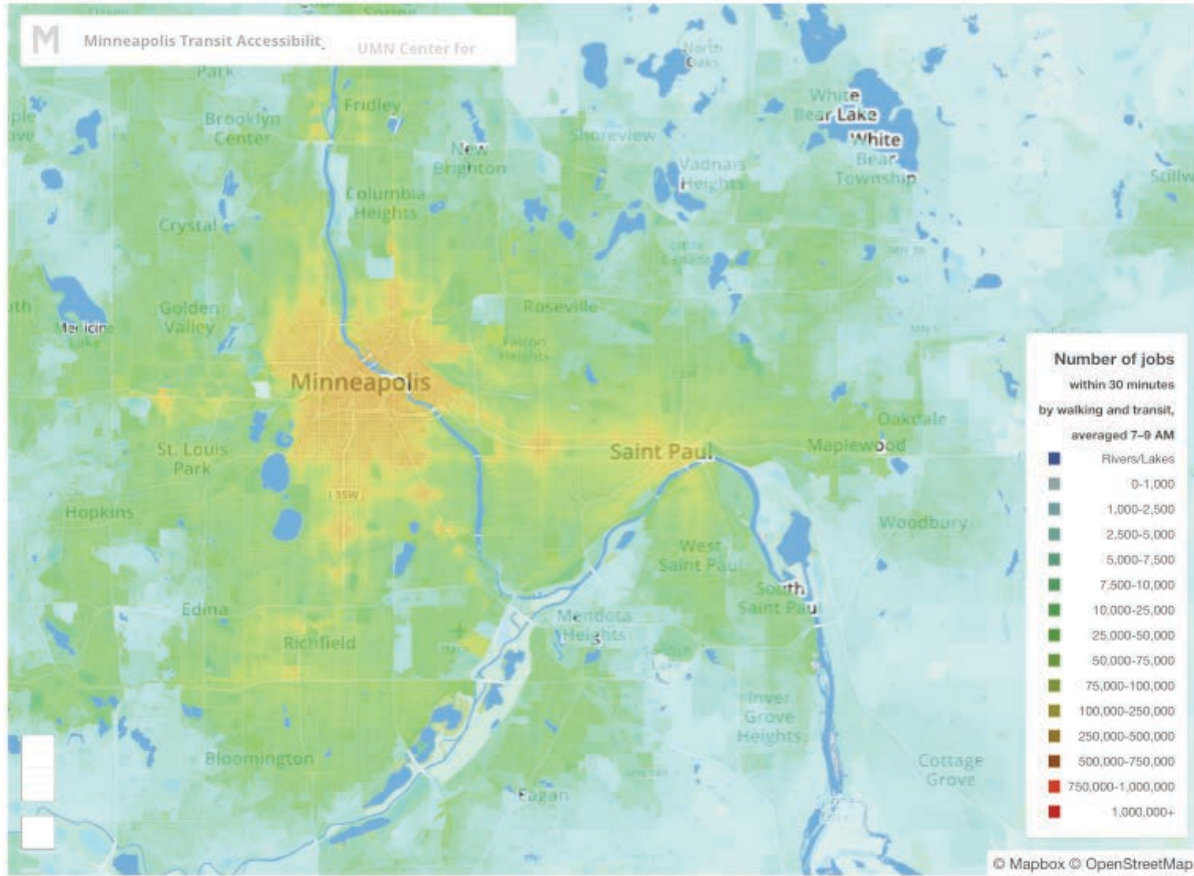 M
Minneapolis Transit Accessibilit
UMN Center for
Osseo
Spring
Park
Brooklyn
Center
Fridley
New
Brighton
North
Oaks
White
Bear Lake
White
Bear
Township
Shoreview
Vadnais
Heights
Columbia
Heights
Crystal
Little
Canada
Golden
Valley
Roseville
Medicine
Lake
Falcon
Heights
Minneapolis
St. Louis
Park
Saint Paul
Oakdale
Maplewood
I 35W
Hopkins
Woodbury
West
Saint Paul
South
Saint Paul
Edina
Richfield
Mendota
Heights
Inver
Grove
Heights
Bloomington
Eagan
Cottage
Grove
Number of jobs
within 30 minutes
by walking and transit,
averaged 7–9 AM
Rivers/Lakes
0-1,000
1,000-2,500
2,500-5,000
5,000-7,500
7,500-10,000
10,000-25,000
25,000-50,000
50,000-75,000
75,000-100,000
100,000-250,000
250,000-500,000
500,000-750,000
750,000-1,000,000
1,000,000+
© Mapbox © OpenStreetMap